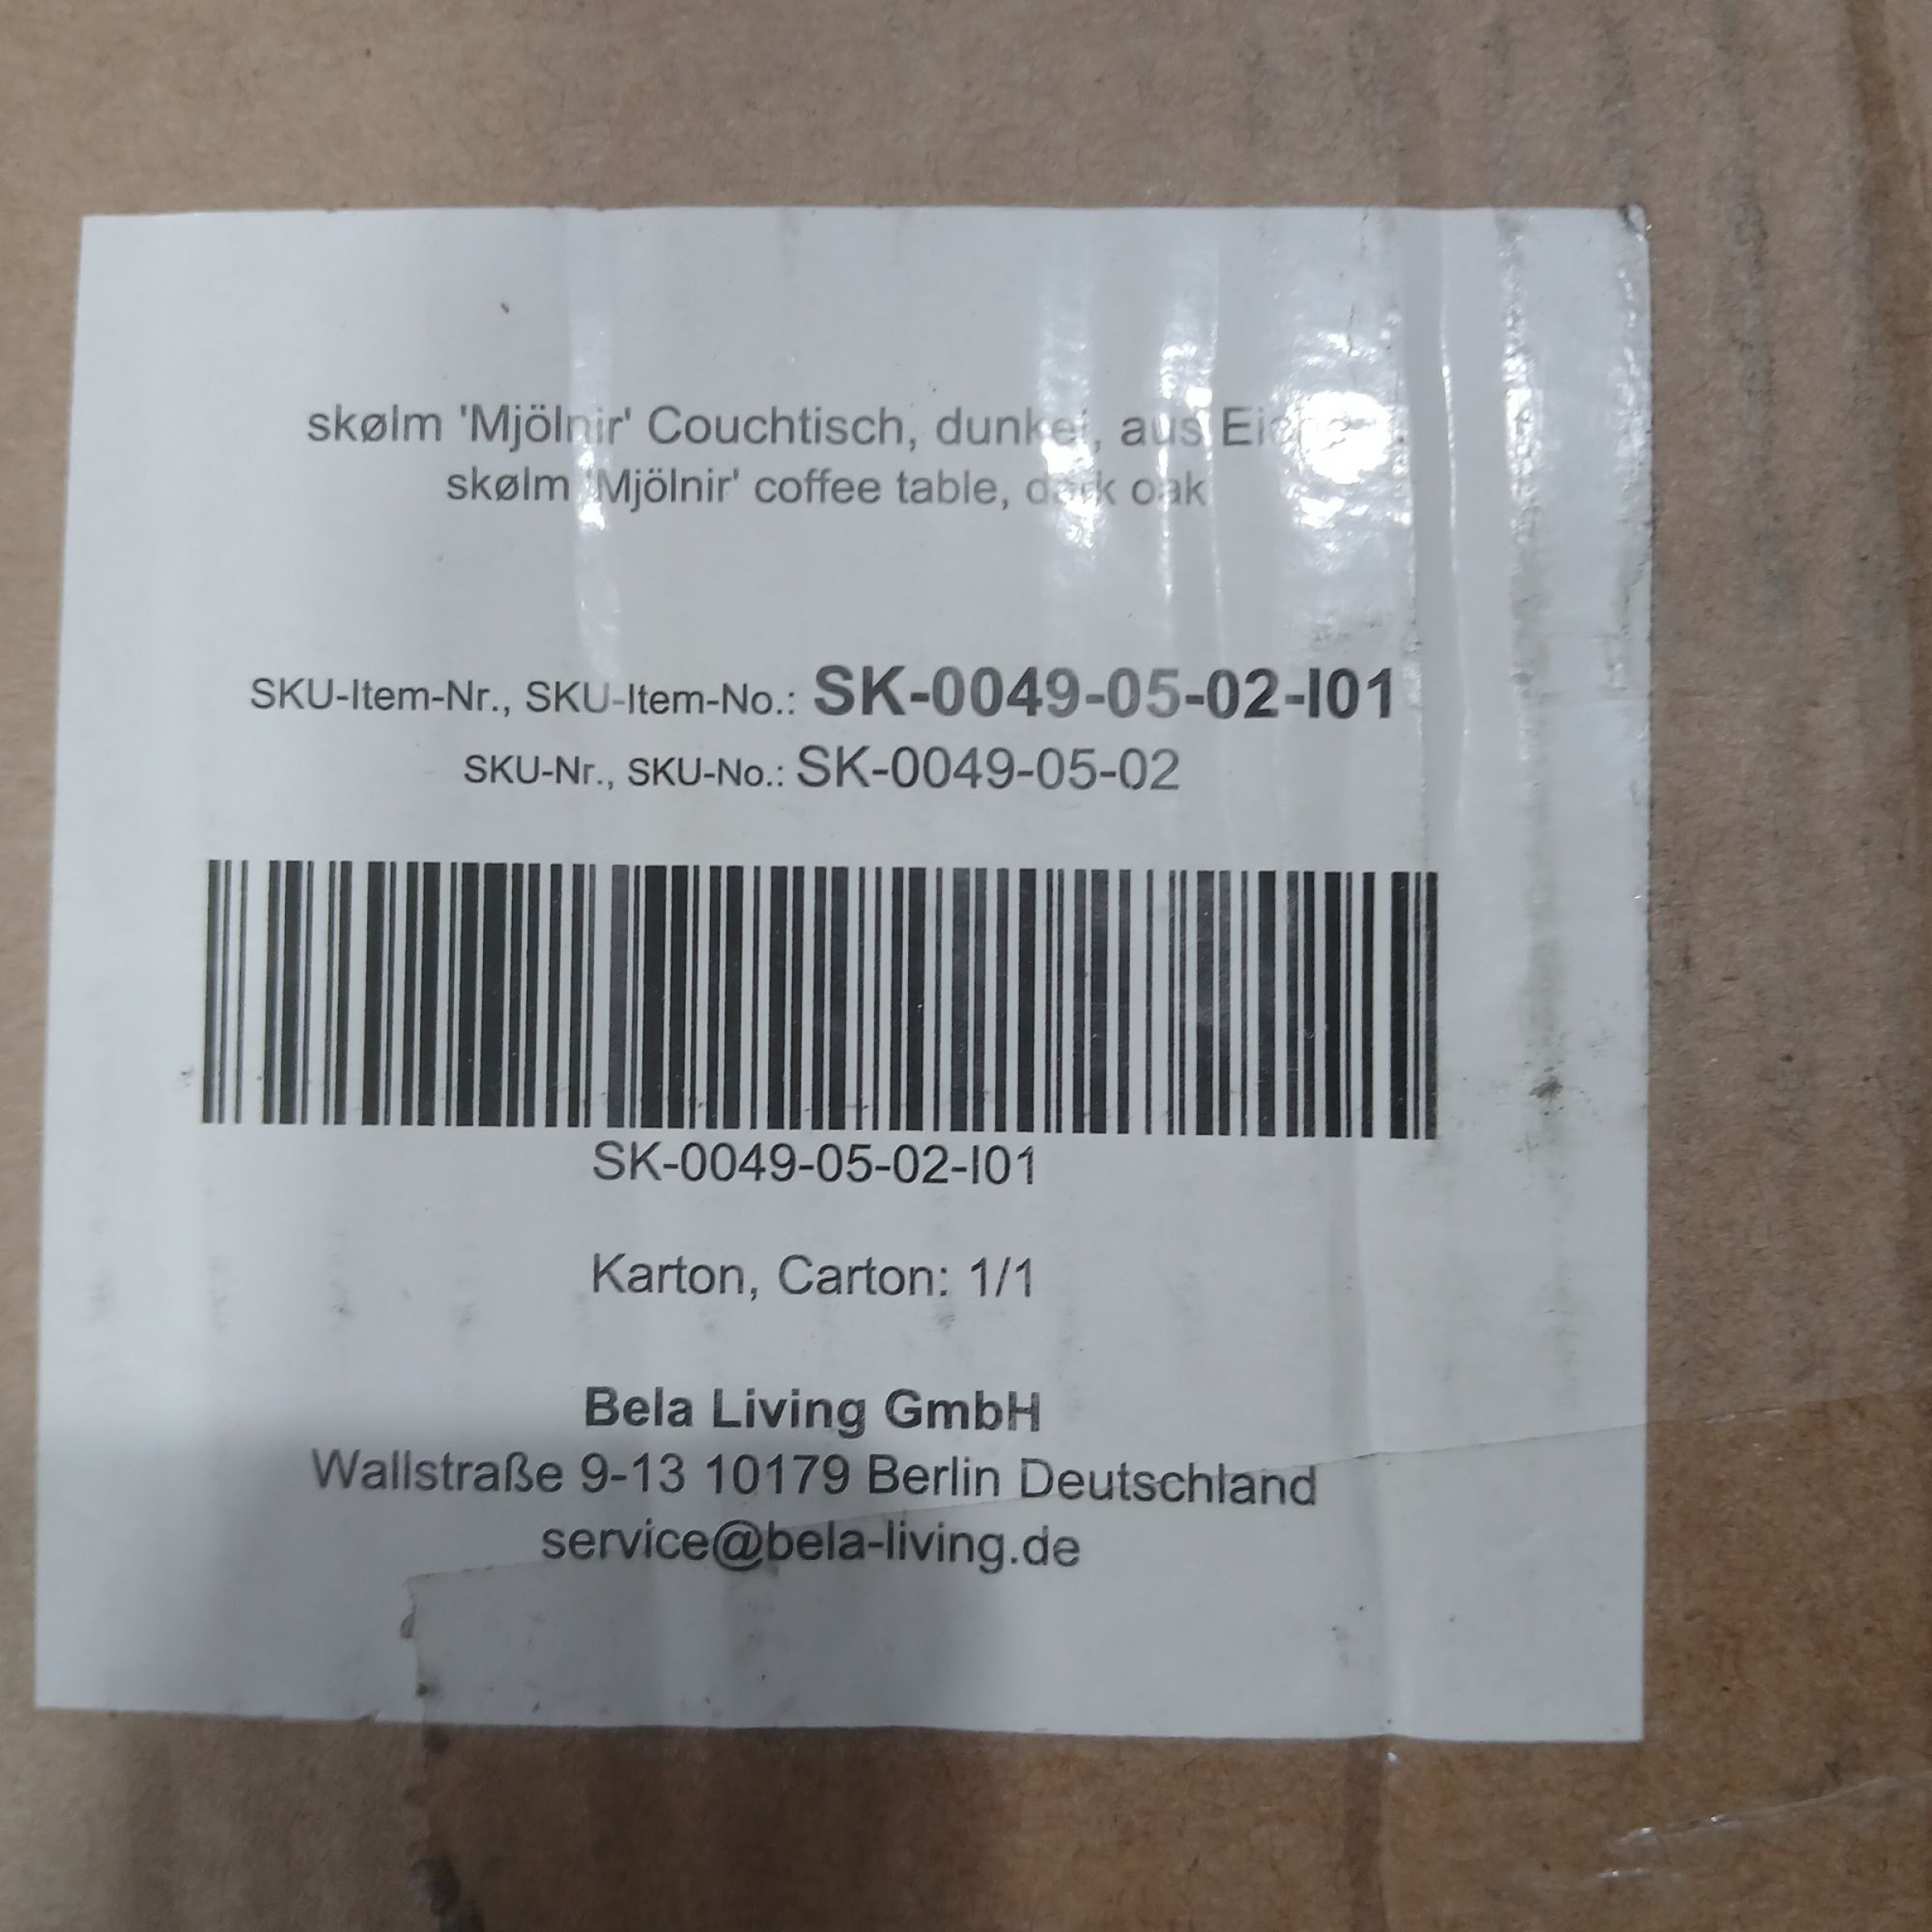 skølm 'Mjölnir' Couchtisch, dunkel, aus
skølm 'Mjölnir' coffee table, dark oak
SKU-Item-Nr., SKU-Item-No.: SK-0049-05-02-I01
SKU-Nr., SKU-No.: SK-0049-05-02
SK-0049-05-02-I01
Karton, Carton: 1/1
Bela Living GmbH
Wallstraße 9-13 10179 Berlin Deutschland
service@bela-living.de